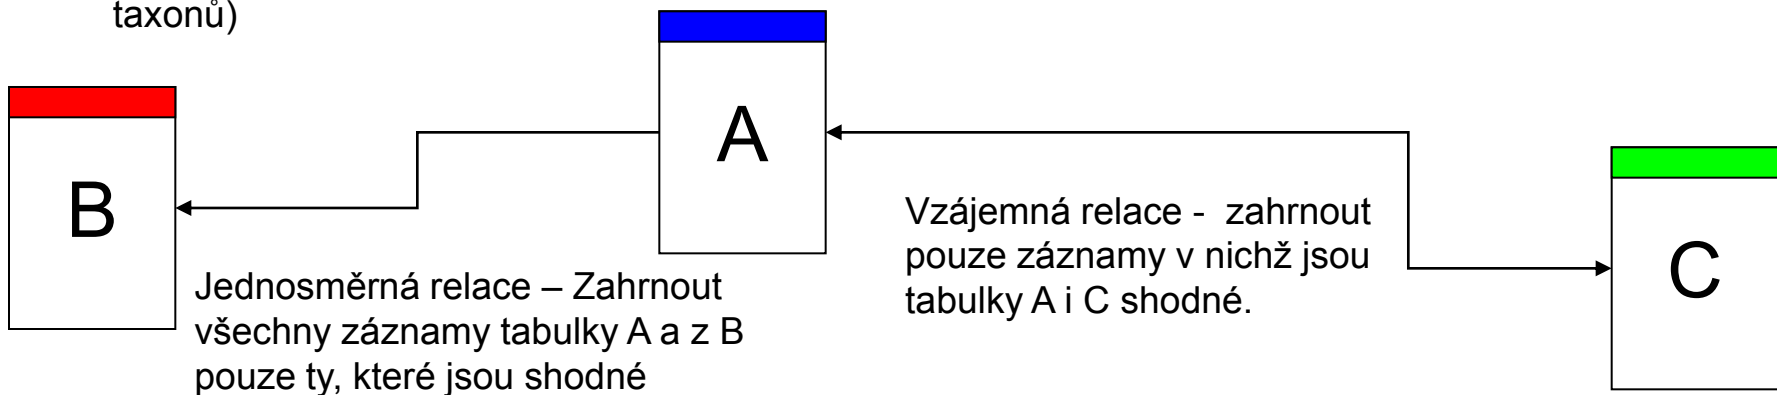 taxonů)
A
B
Vzájemná relace -  zahrnout
pouze záznamy v nichž jsou
tabulky A i C shodné.
C
Jednosměrná relace – Zahrnout
všechny záznamy tabulky A a z B
pouze ty, které jsou shodné